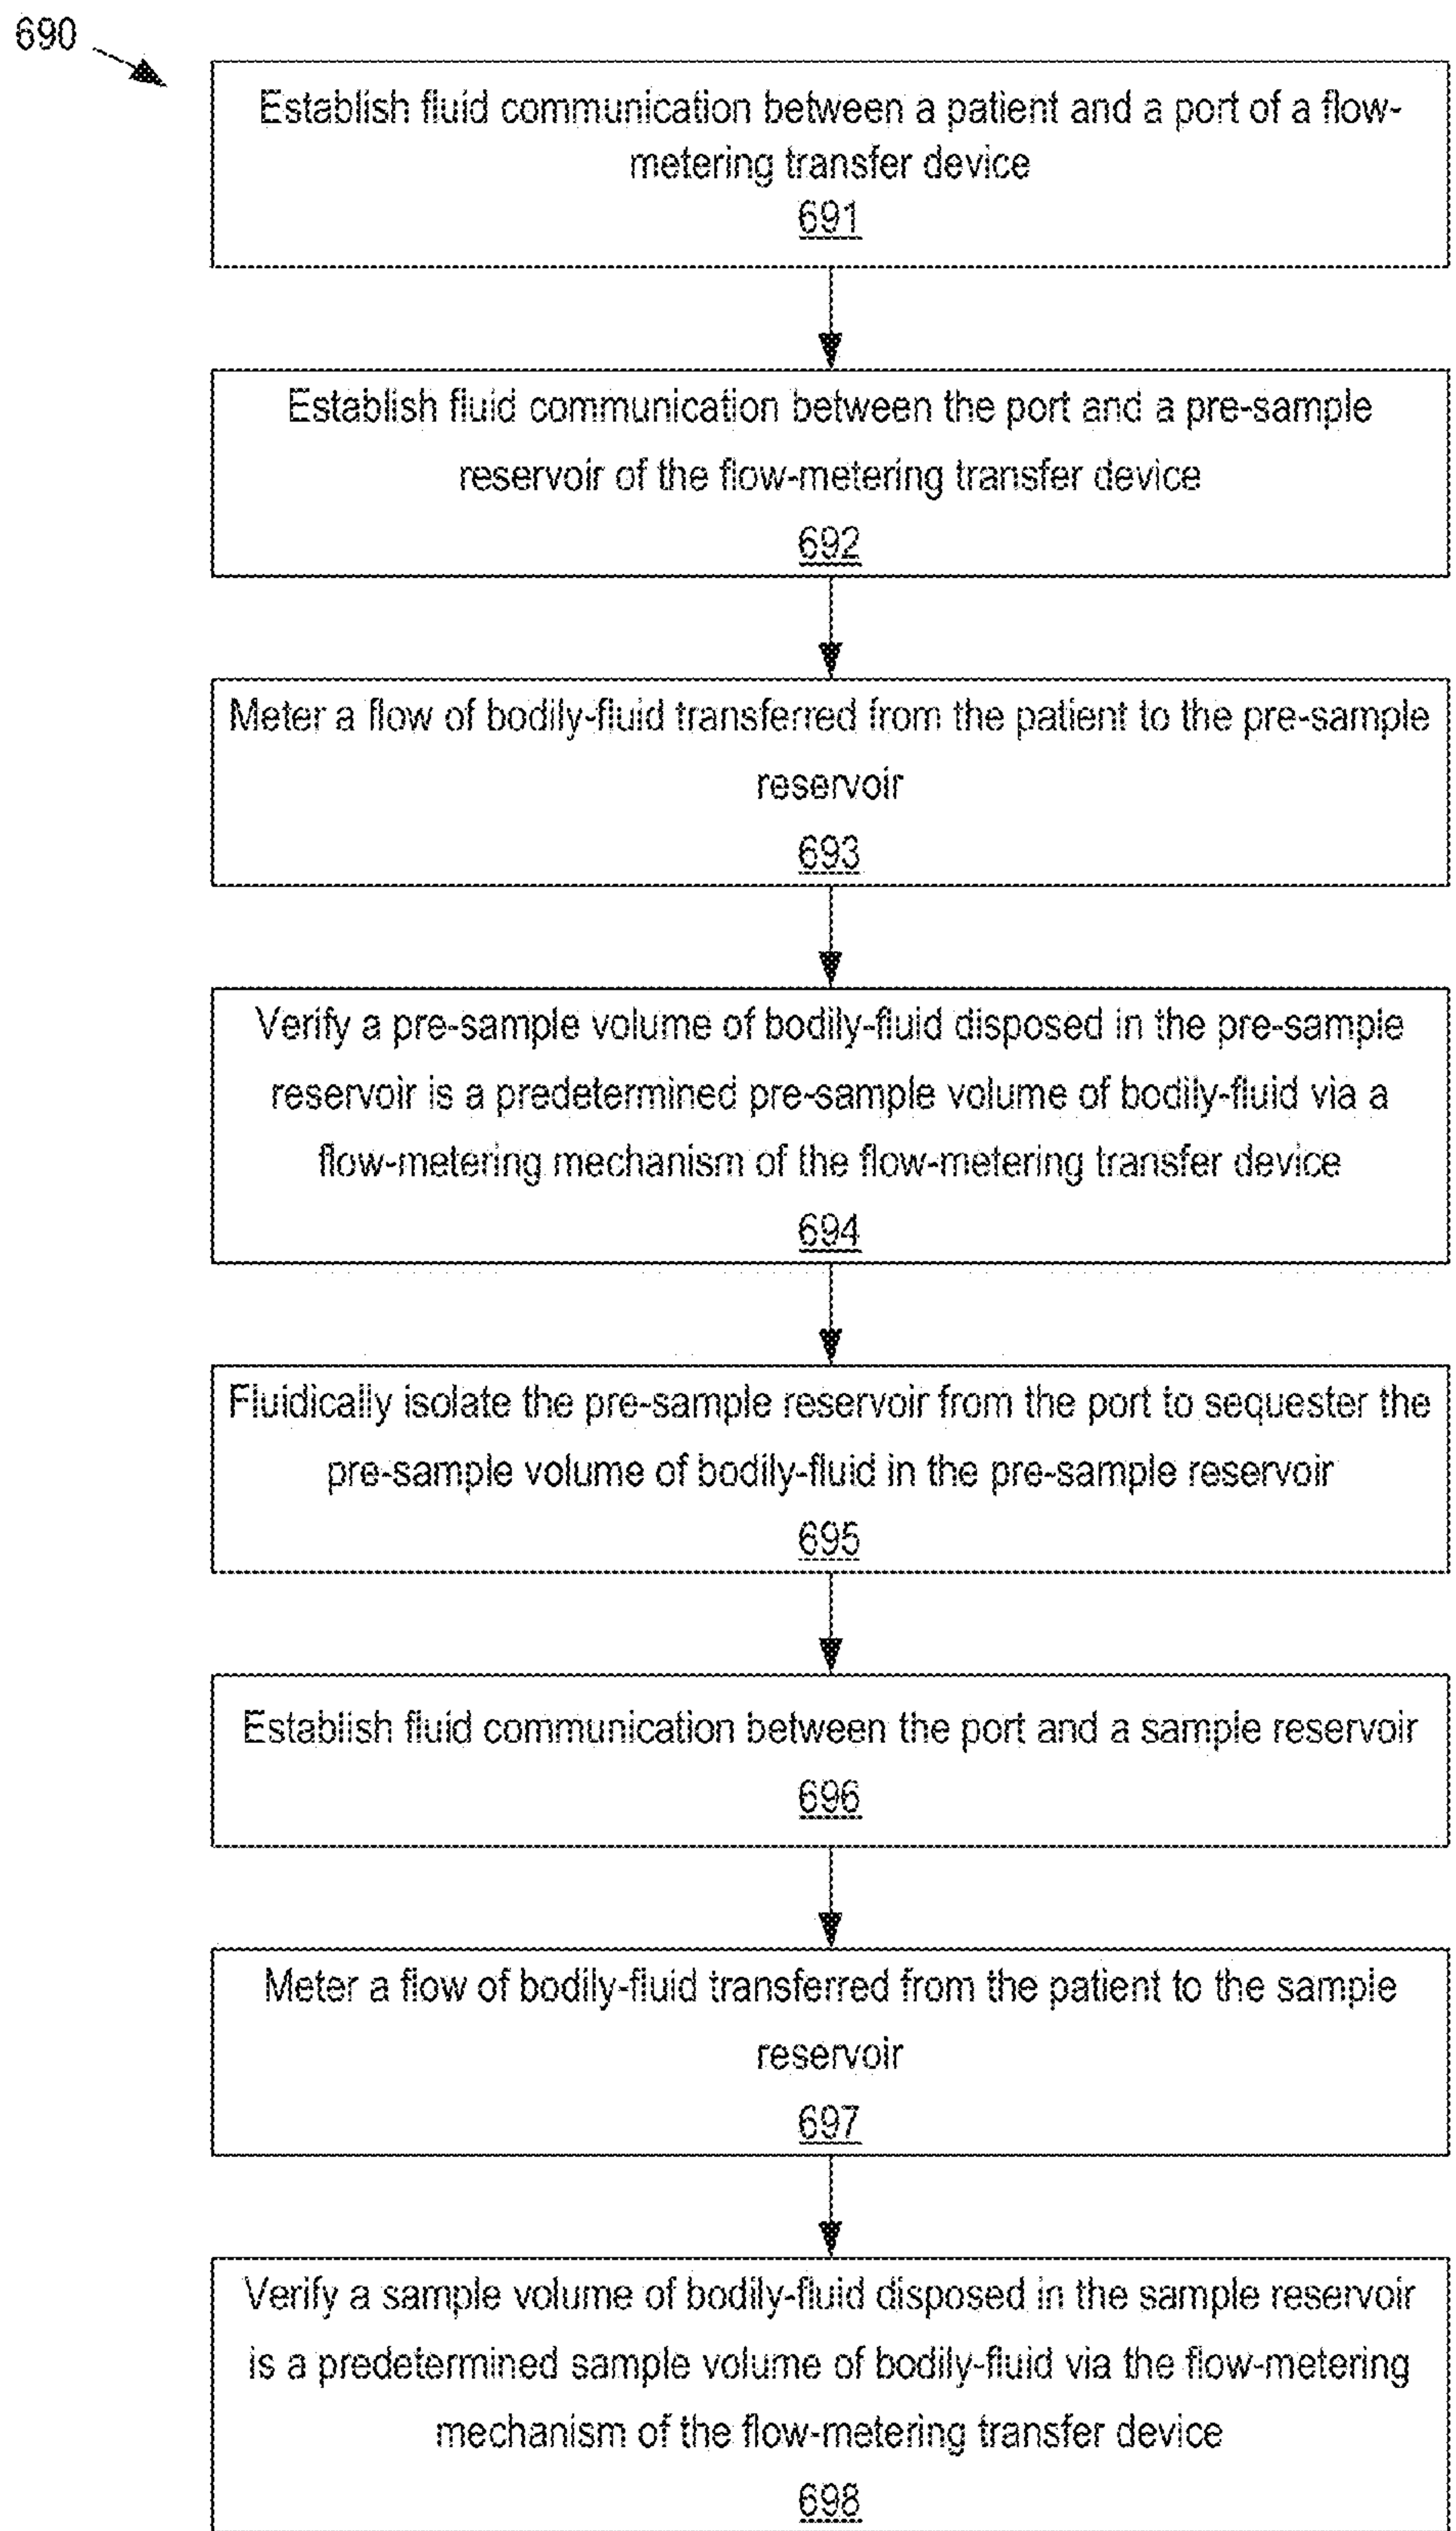 690
Establish fluid communication between a patient and a port of a flow-
metering transfer device
691
Establish fluid communication between the port and a pre-sample
reservoir of the flow-metering transfer device
692
Meter a flow of bodily-fluid transferred from the patient to the pre-sample
reservoir
693
Verify a pre-sample volume of bodily-fluid disposed in the pre-sample
reservoir is a predetermined pre-sample volume of bodily-fluid via a
flow-metering mechanism of the flow-metering transfer device
694
Fluidically isolate the pre-sample reservoir from the port to sequester the
pre-sample volume of bodily-fluid in the pre-sample reservoir
695
Establish fluid communication between the port and a sample reservoir
696
Meter a flow of bodily-fluid transferred from the patient to the sample
reservoir
697
Verify a sample volume of bodily-fluid disposed in the sample reservoir
is a predetermined sample volume of bodily-fluid via the flow-metering
mechanism of the flow-metering transfer device
698